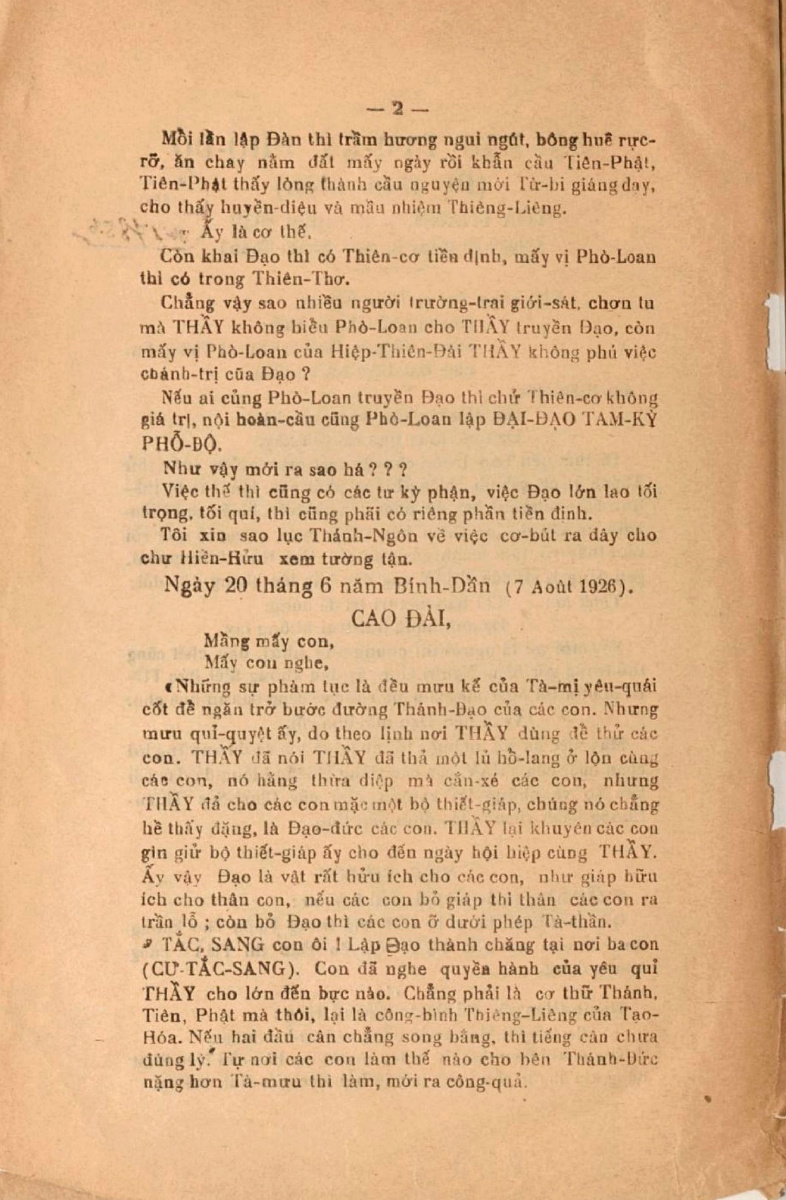 — 2 —
Mỗi lần lập Đàn thì trầm hương ngui ngút, bông huê rực-
rỡ, ăn chay nằm đất mấy ngày rồi khẩn cầu Tiên-Phật,
Tiên-Phật thấy lòng thành cầu nguyện mới Từ-bi giáng dạy,
cho thấy huyền-diệu và mầu nhiệm Thiêng-Liêng.
Ấy là cơ thế.
Còn khai Đạo thì có Thiên-cơ tiền định, mấy vị Phò-Loan
thì có trong Thiên-Thơ.
Chẳng vậy sao nhiều người trường-trai giái-sát, chơn tu
mà THẦY không biểu Phò-Loan cho THẦY truyền Đạo, còn
mấy vị Phò-Loan của Hiệp-Thiên-Đài THẦY không phú việc
chánh-trị của Đạo ?
Nếu ai củng Phò-Loan truyền Đạo thì chử Thiên-cơ không
giá trị, nội hoàn-cầu cũng Phò-Loan lập ĐẠI-ĐẠO TAM-KỲ
PHỔ-ĐỘ.
Như vậy mới ra sao há ? ? ?
Việc thế thì cũng có các tư kỳ phận, việc Đạo lớn lao tối
trọng, tối quí, thì cũng phải có riêng phần tiền định.
Tôi xin sao lục Thánh-Ngôn về việc cơ-bút ra đây cho
chư Hiền-Hửu xem tường tận.
Ngày 20 tháng 6 năm Bính-Dần (7 Août 1926).
CAO ĐÀI,
Mầng mấy con,
Mấy con nghe,
«Những sự phàm tục là đều mưu kế của Tà-mị yêu-quái
cốt để ngăn trở bước đường Thánh-Đạo của các con. Nhưng
mưu quỉ-quyệt ấy, do theo lịnh nơi THẦY dùng để thử các
con. THẦY đã nói THẦY đã thả một lủ hổ-lang ở lộn cùng
các con, nó hằng thừa diệp mà cắn-xé các con, nhưng
THẦY đả cho các con mặc một bộ thiết-giáp, chúng nó chẳng
hề thấy đặng, là Đạo-đức các con. THẦY lại khuyên các con
gìn giử bộ thiết-giáp ấy cho đến ngày hội hiệp cùng THẦY.
Ấy vậy Đạo là vật rất hửu ích cho các con, như giáp hữu
ích cho thân con, nếu các con bỏ giáp thì thân các con ra
trần lổ ; còn bỏ Đạo thì các con ở dưới phép Tà-thần.
TẮC, SANG con ôi ! Lập Đạo thành chăng tại nơi ba con
(CƯ-TẮC-SANG). Con đã nghe quyền hành của yêu quỉ
THẦY cho lớn đến bực nào. Chẳng phải là cơ thử Thánh,
Tiên, Phật mà thôi, lại là công-bình Thiêng-Liêng của Tạo-
Hóa. Nếu hai đầu cân chẳng song bằng, thì tiếng cân chưa
đúng lý. Tự nơi các con làm thế nào cho bên Thánh-Đức
nặng hơn Tà-mưu thì làm, mới ra công-quả.